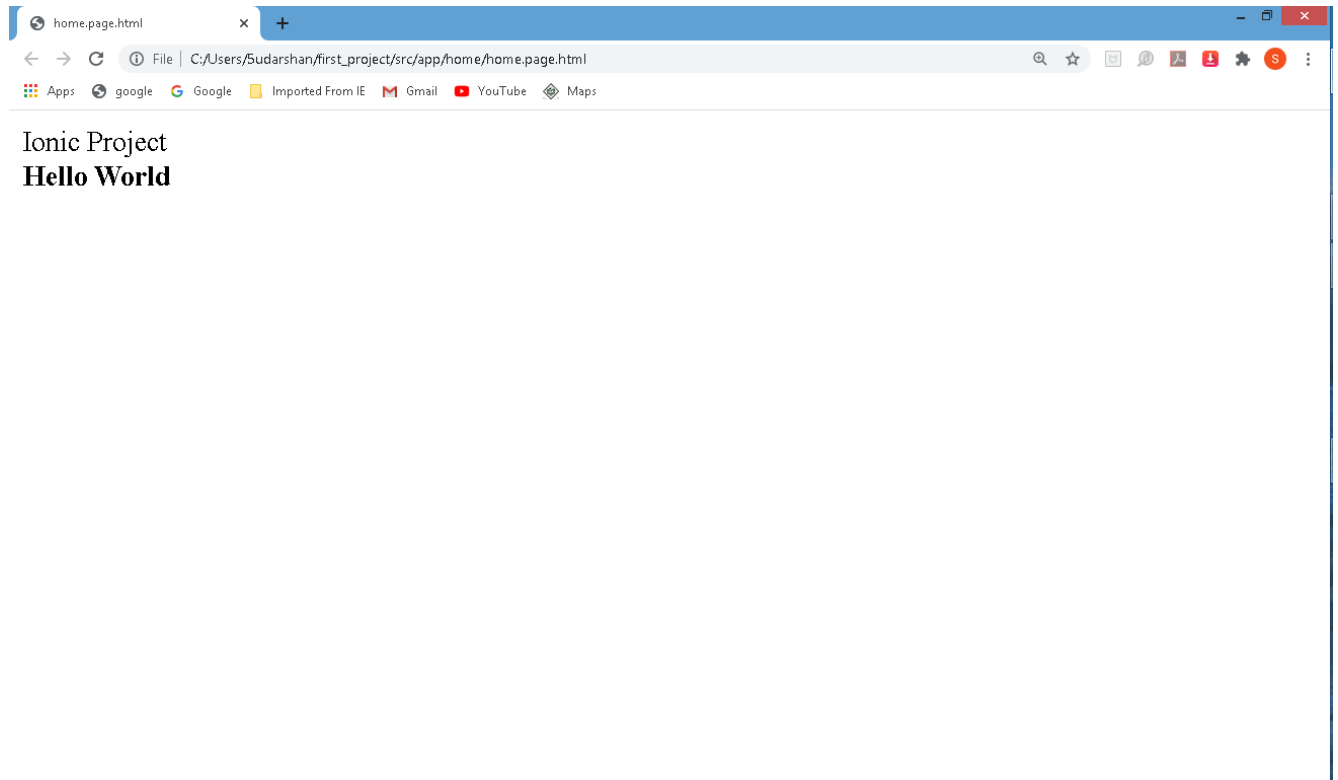 home.page.html
File | C:/Users/5udarshan/first_project/src/app/home/home.page.html
S
Apps google Google Imported From IE Gmail YouTube Maps
Ionic Project
Hello World